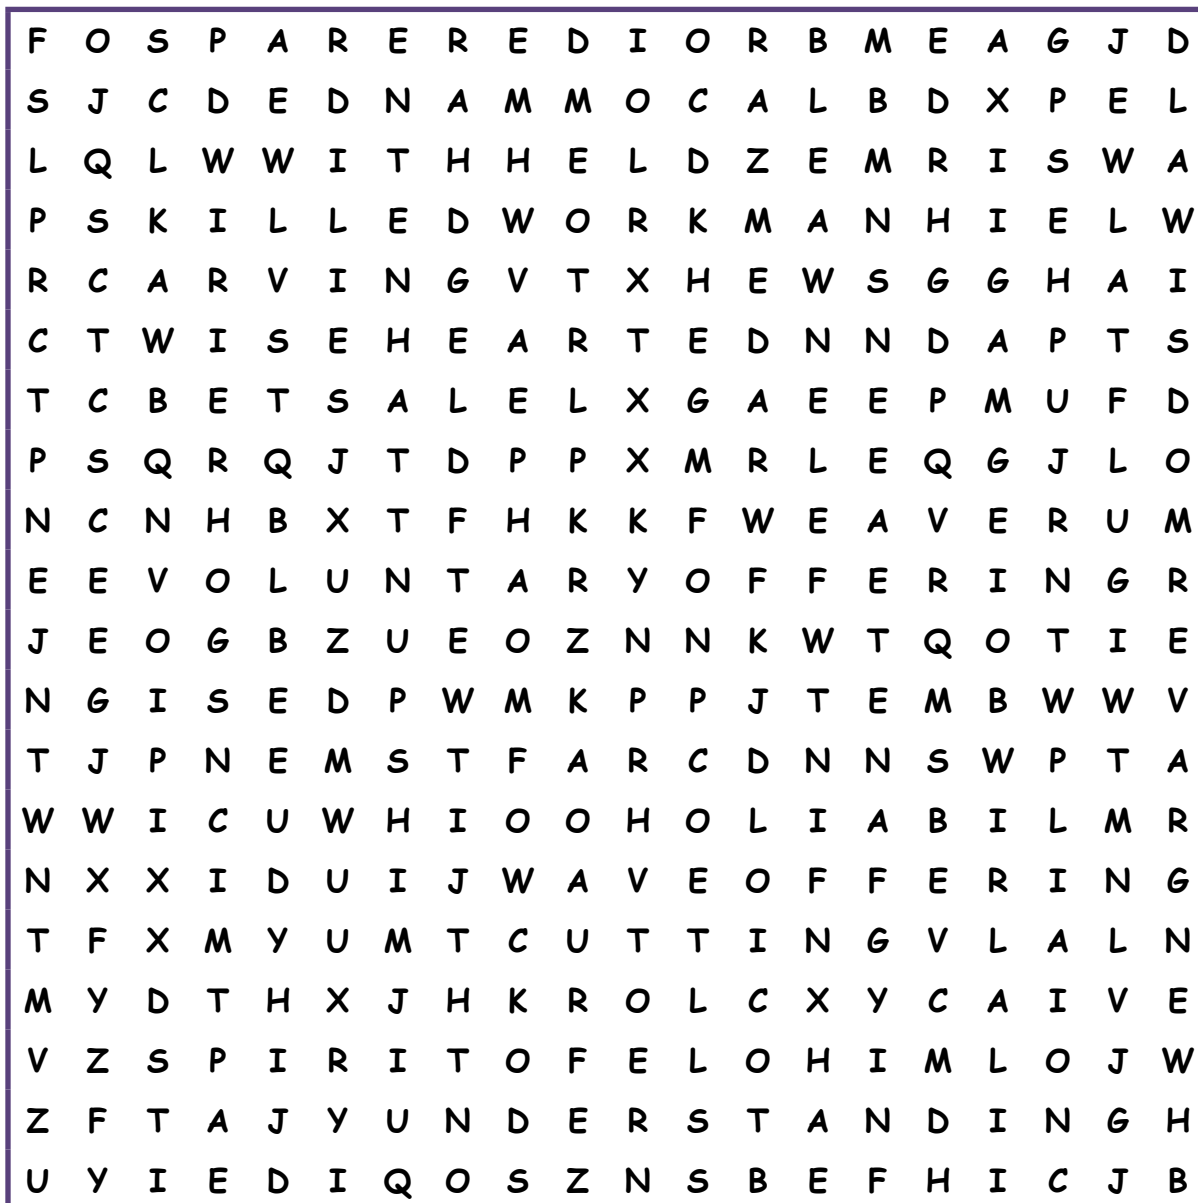 F O S P A R E R E D I O R B M E A G J D
S J C D E D N A M M O C A L B D X P E L
L Q L W W I T H H E L D Z E M R I S W A
P S K I L L E D W O R K M A N H I E L W
R C A R V I N G V T X H E W S G G H A I
C T W I S E H E A R T E D N N D A P T S
T C B E T S A L E L X G A E E P M U F D
P S Q R Q J T D P P X M R L E Q G J L O
N C N H B X T F H K K F W E A V E R U M
E E V O L U N T A R Y O F F E R I N G R
J E O G B Z U E O Z N N K W T Q O T I E
N G I S E D P W M K P P J T E M B W W V
T J P N E M S T F A R C D N N S W P T A
W W I C U W H I O O H O L I A B I L M R
N X X I D U I J W A V E O F F E R I N G
T F X M Y U M T C U T T I N G V L A L N
M Y D T H X J H K R O L C X Y C A I V E
V Z S P I R I T O F E L O H I M L O J W
Z F T A J Y U N D E R S T A N D I N G H
U Y I E D I Q O S Z N S B E F H I C J B